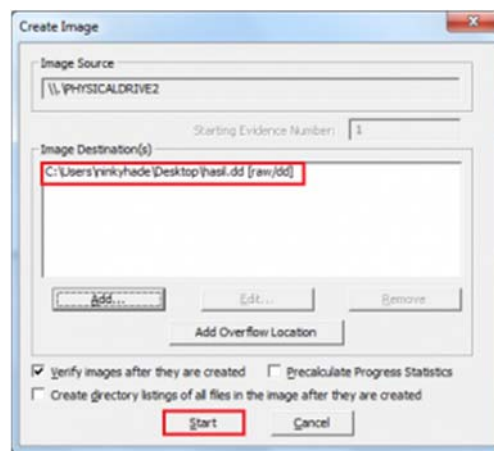 Create Image
Image Source
\\.\PHYSICALDRIVE2
Starting Evidence Number: 1
Image Destination(s)
C:\Users\ninkyhade\Desktop\hasil.dd [raw/dd]
Add... Edit... Remove
Add Overflow Location
Verify images after they are created Precalculate Progress Statistics
Create directory listings of all files in the image after they are created
Start Cancel